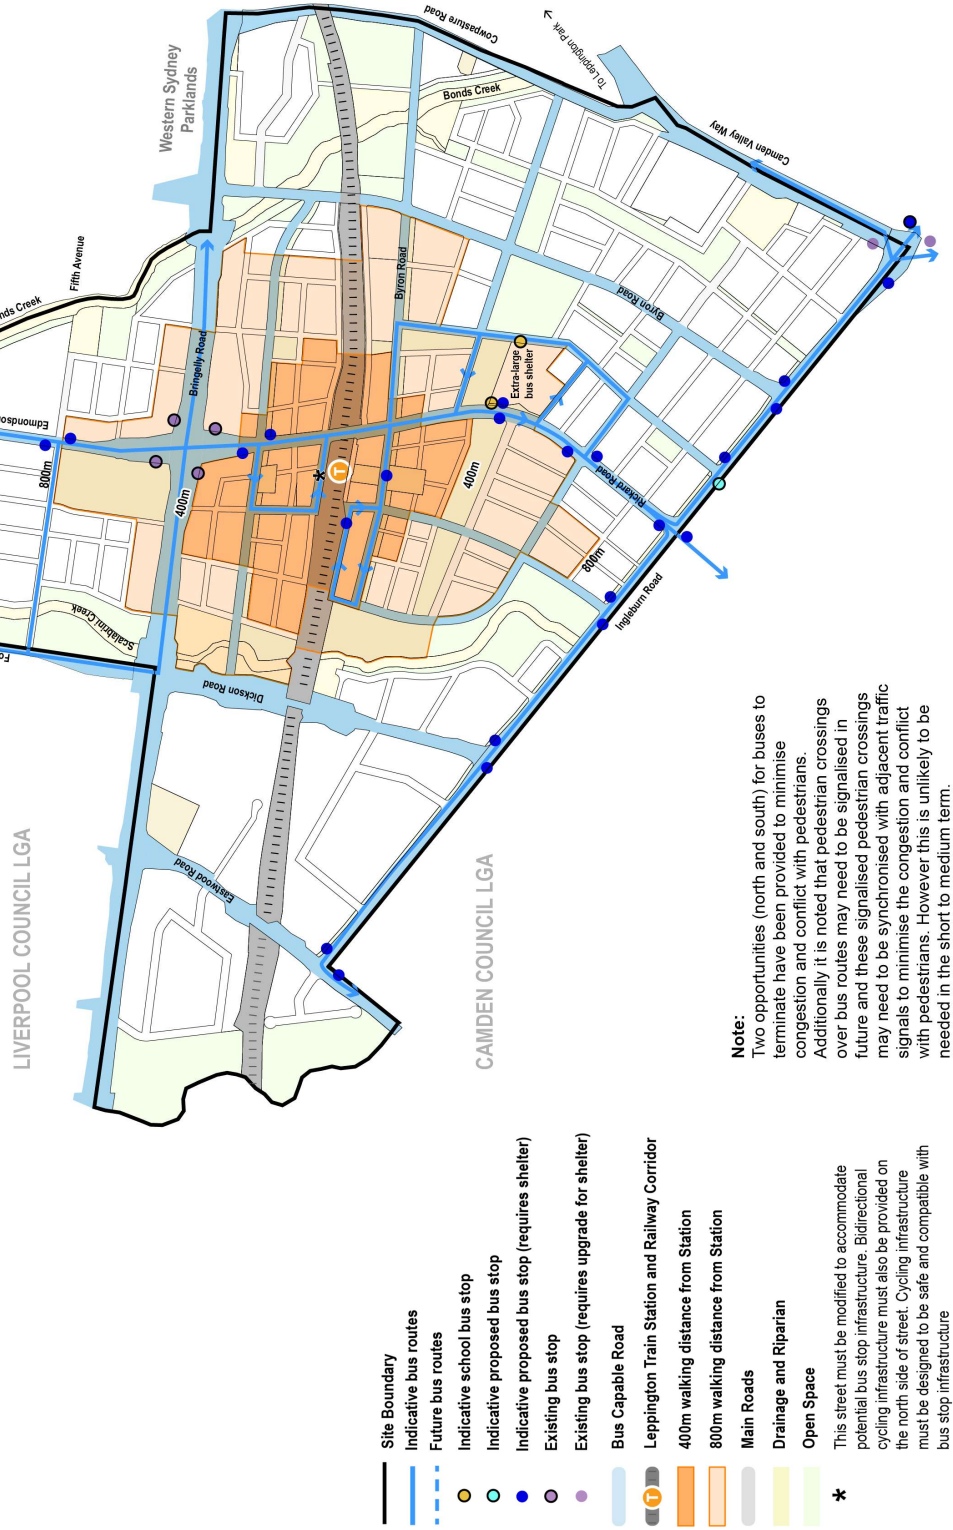 LIVERPOOL COUNCIL LGA
CAMDEN COUNCIL LGA
Western Sydney
Parklands
Cowpasture Road
To Leppington Park
Bonds Creek
Camden Valley Way
Fifth Avenue
nds Creek
Edmondso
Bringelly Road
Byron Road
Byron Road
800m
400m
Extra-large
bus shelter
T
400m
Rickard Road
800m
Ingleburn Road
Scalabrini Creek
Fo
Dickson Road
Eastwood Road
Note:
Two opportunities (north and south) for buses to
terminate have been provided to minimise
congestion and conflict with pedestrians.
Additionally it is noted that pedestrian crossings
over bus routes may need to be signalised in
future and these signalised pedestrian crossings
may need to be synchronised with adjacent traffic
signals to minimise the congestion and conflict
with pedestrians. However this is unlikely to be
needed in the short to medium term.
Site Boundary
Indicative bus routes
Future bus routes
Indicative school bus stop
Indicative proposed bus stop
Indicative proposed bus stop (requires shelter)
Existing bus stop
Existing bus stop (requires upgrade for shelter)
Bus Capable Road
T Leppington Train Station and Railway Corridor
400m walking distance from Station
800m walking distance from Station
Main Roads
Drainage and Riparian
Open Space
* This street must be modified to accommodate
potential bus stop infrastructure. Bidirectional
cycling infrastructure must also be provided on
the north side of street. Cycling infrastructure
must be designed to be safe and compatible with
bus stop infrastructure